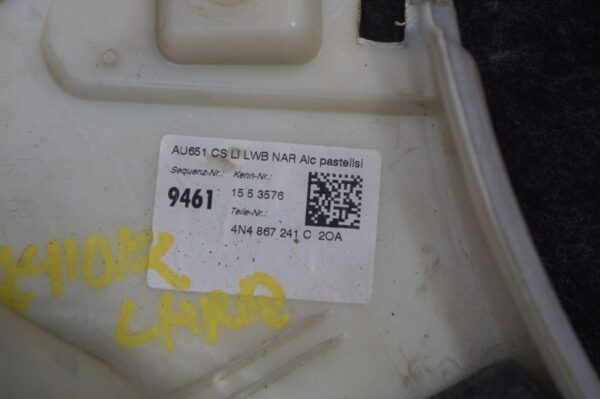 AU651 CS LI LWB NAR Alc pastellsi
Sequenz-Nr.: Kenn-Nr.:
9461 15 5 3576
Teile-Nr.:
4N4 867 241 C 2OA